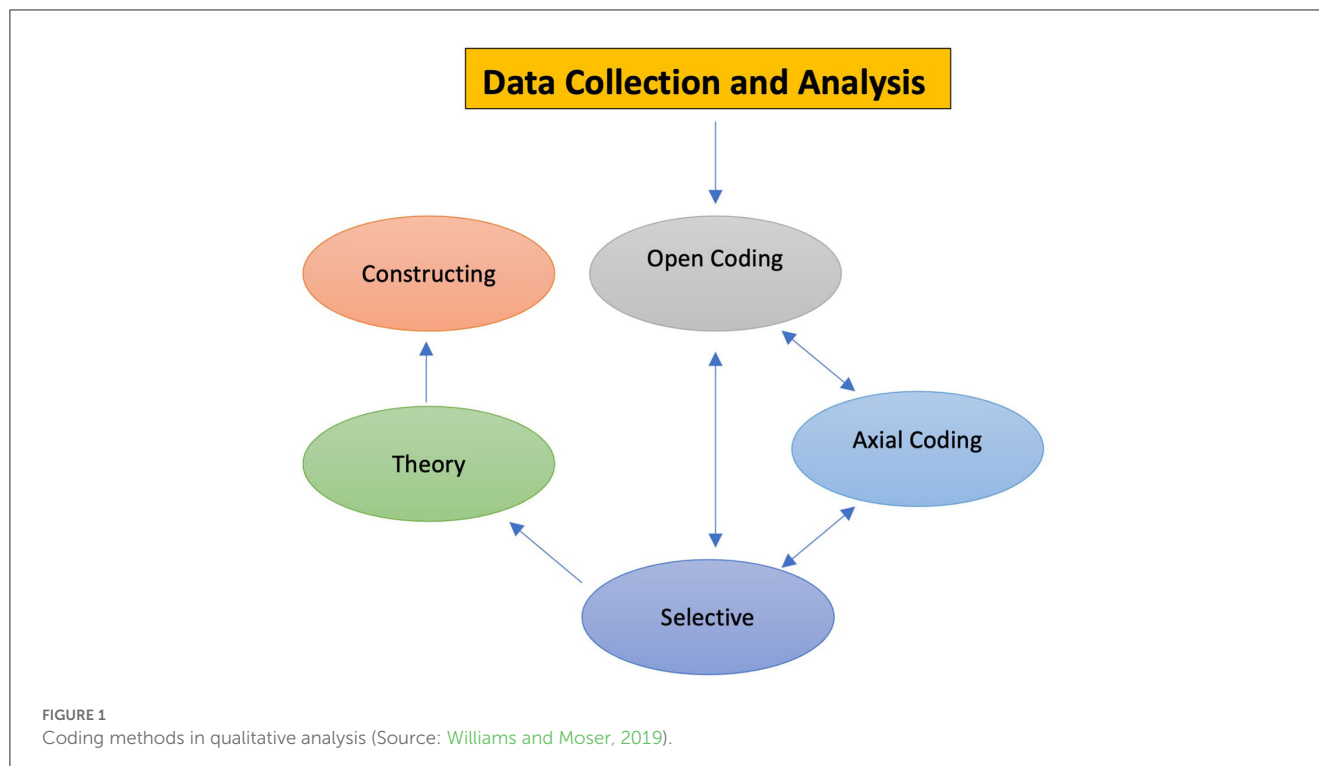 Data Collection and Analysis
Constructing
Open Coding
Axial Coding
Theory
Selective
FIGURE 1
Coding methods in qualitative analysis (Source: Williams and Moser, 2019).